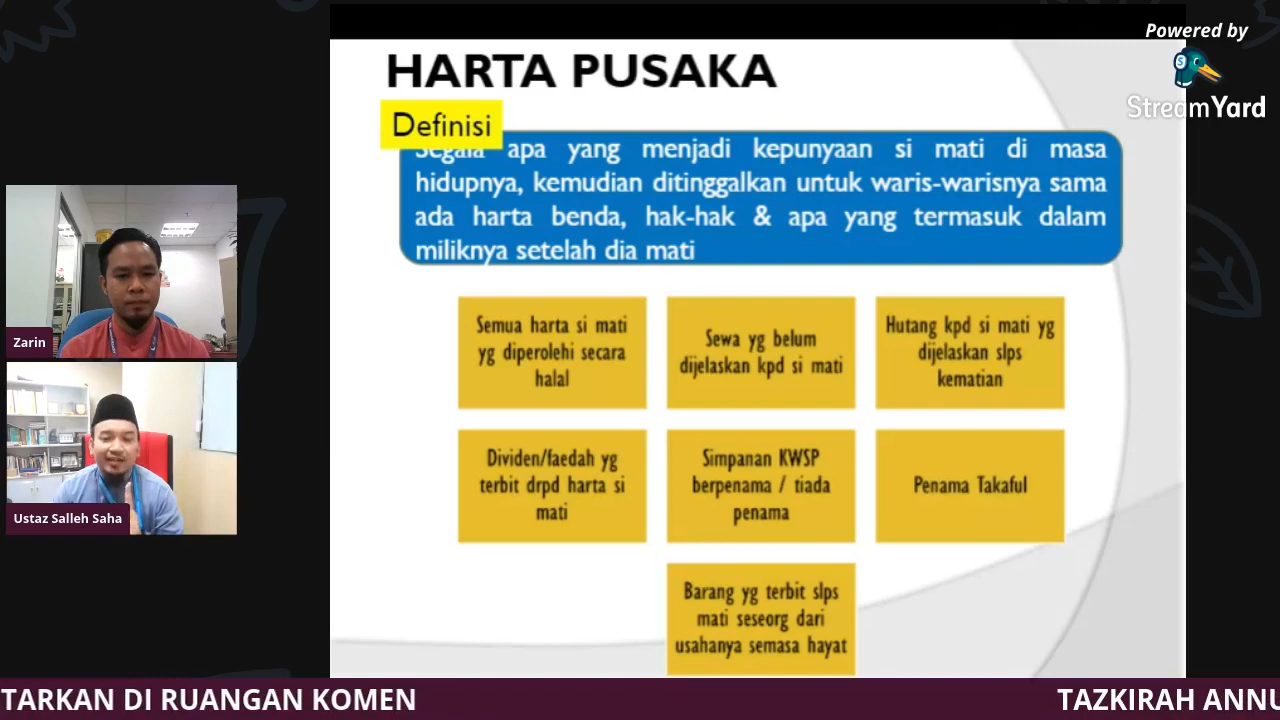 HARTA PUSAKA
Definisi
Segala apa yang menjadi kepunyaan si mati di masa
hidupnya, kemudian ditinggalkan untuk waris-warisnya sama
ada harta benda, hak-hak & apa yang termasuk dalam
miliknya setelah dia mati
Semua harta si mati
yg diperolehi secara
halal
Sewa yg belum
dijelaskan kpd si mati
Hutang kpd si mati yg
dijelaskan slps
kematian
Dividen/faedah yg
terbit drpd harta si
mati
Simpanan KWSP
berpenama / tiada
penama
Penama Takaful
Barang yg terbit slps
mati seseorg dari
usahanya semasa hayat
Powered by
StreamYard
Zarin
Ustaz Salleh Saha
TARKAN DI RUANGAN KOMEN
TAZKIRAH ANNU